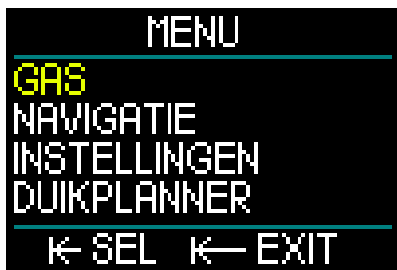 MENU
GAS
NAVIGATIE
INSTELLINGEN
DUIKPLANNER
SEL EXIT